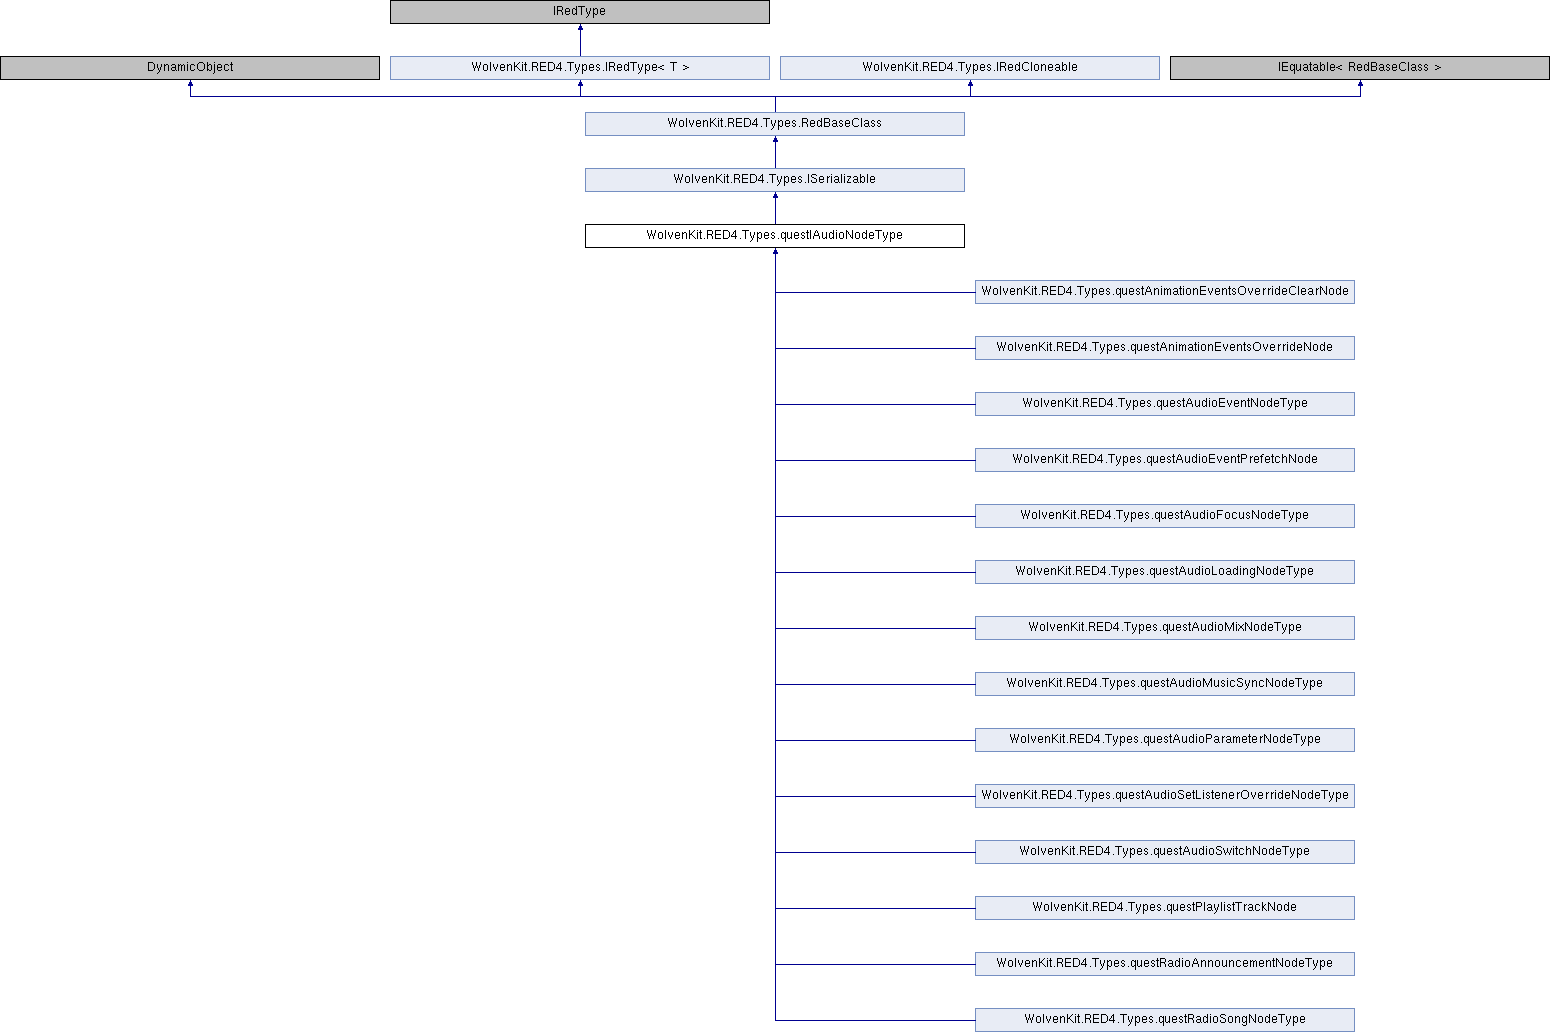 IRedType
DynamicObject
WolvenKit.RED4.Types.IRedType< T >
WolvenKit.RED4.Types.IRedCloneable
IEquatable< RedBaseClass >
WolvenKit.RED4.Types.RedBaseClass
WolvenKit.RED4.Types.ISerializable
WolvenKit.RED4.Types.questIAudioNodeType
WolvenKit.RED4.Types.questAnimationEventsOverrideClearNode
WolvenKit.RED4.Types.questAnimationEventsOverrideNode
WolvenKit.RED4.Types.questAudioEventNodeType
WolvenKit.RED4.Types.questAudioEventPrefetchNode
WolvenKit.RED4.Types.questAudioFocusNodeType
WolvenKit.RED4.Types.questAudioLoadingNodeType
WolvenKit.RED4.Types.questAudioMixNodeType
WolvenKit.RED4.Types.questAudioMusicSyncNodeType
WolvenKit.RED4.Types.questAudioParameterNodeType
WolvenKit.RED4.Types.questAudioSetListenerOverrideNodeType
WolvenKit.RED4.Types.questAudioSwitchNodeType
WolvenKit.RED4.Types.questPlaylistTrackNode
WolvenKit.RED4.Types.questRadioAnnouncementNodeType
WolvenKit.RED4.Types.questRadioSongNodeType